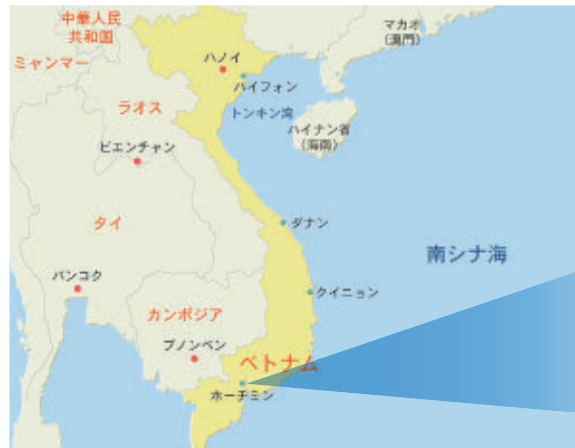 中華人民
共和国
マカオ
(澳門)
ミャンマー
ハノイ
ハイフォン
ラオス
トンキン湾
ハイナン省
(海南)
ビエンチャン
タイ
ダナン
南シナ海
バンコク
クイニョン
カンボジア
プノンペン
ベトナム
ホーチミン